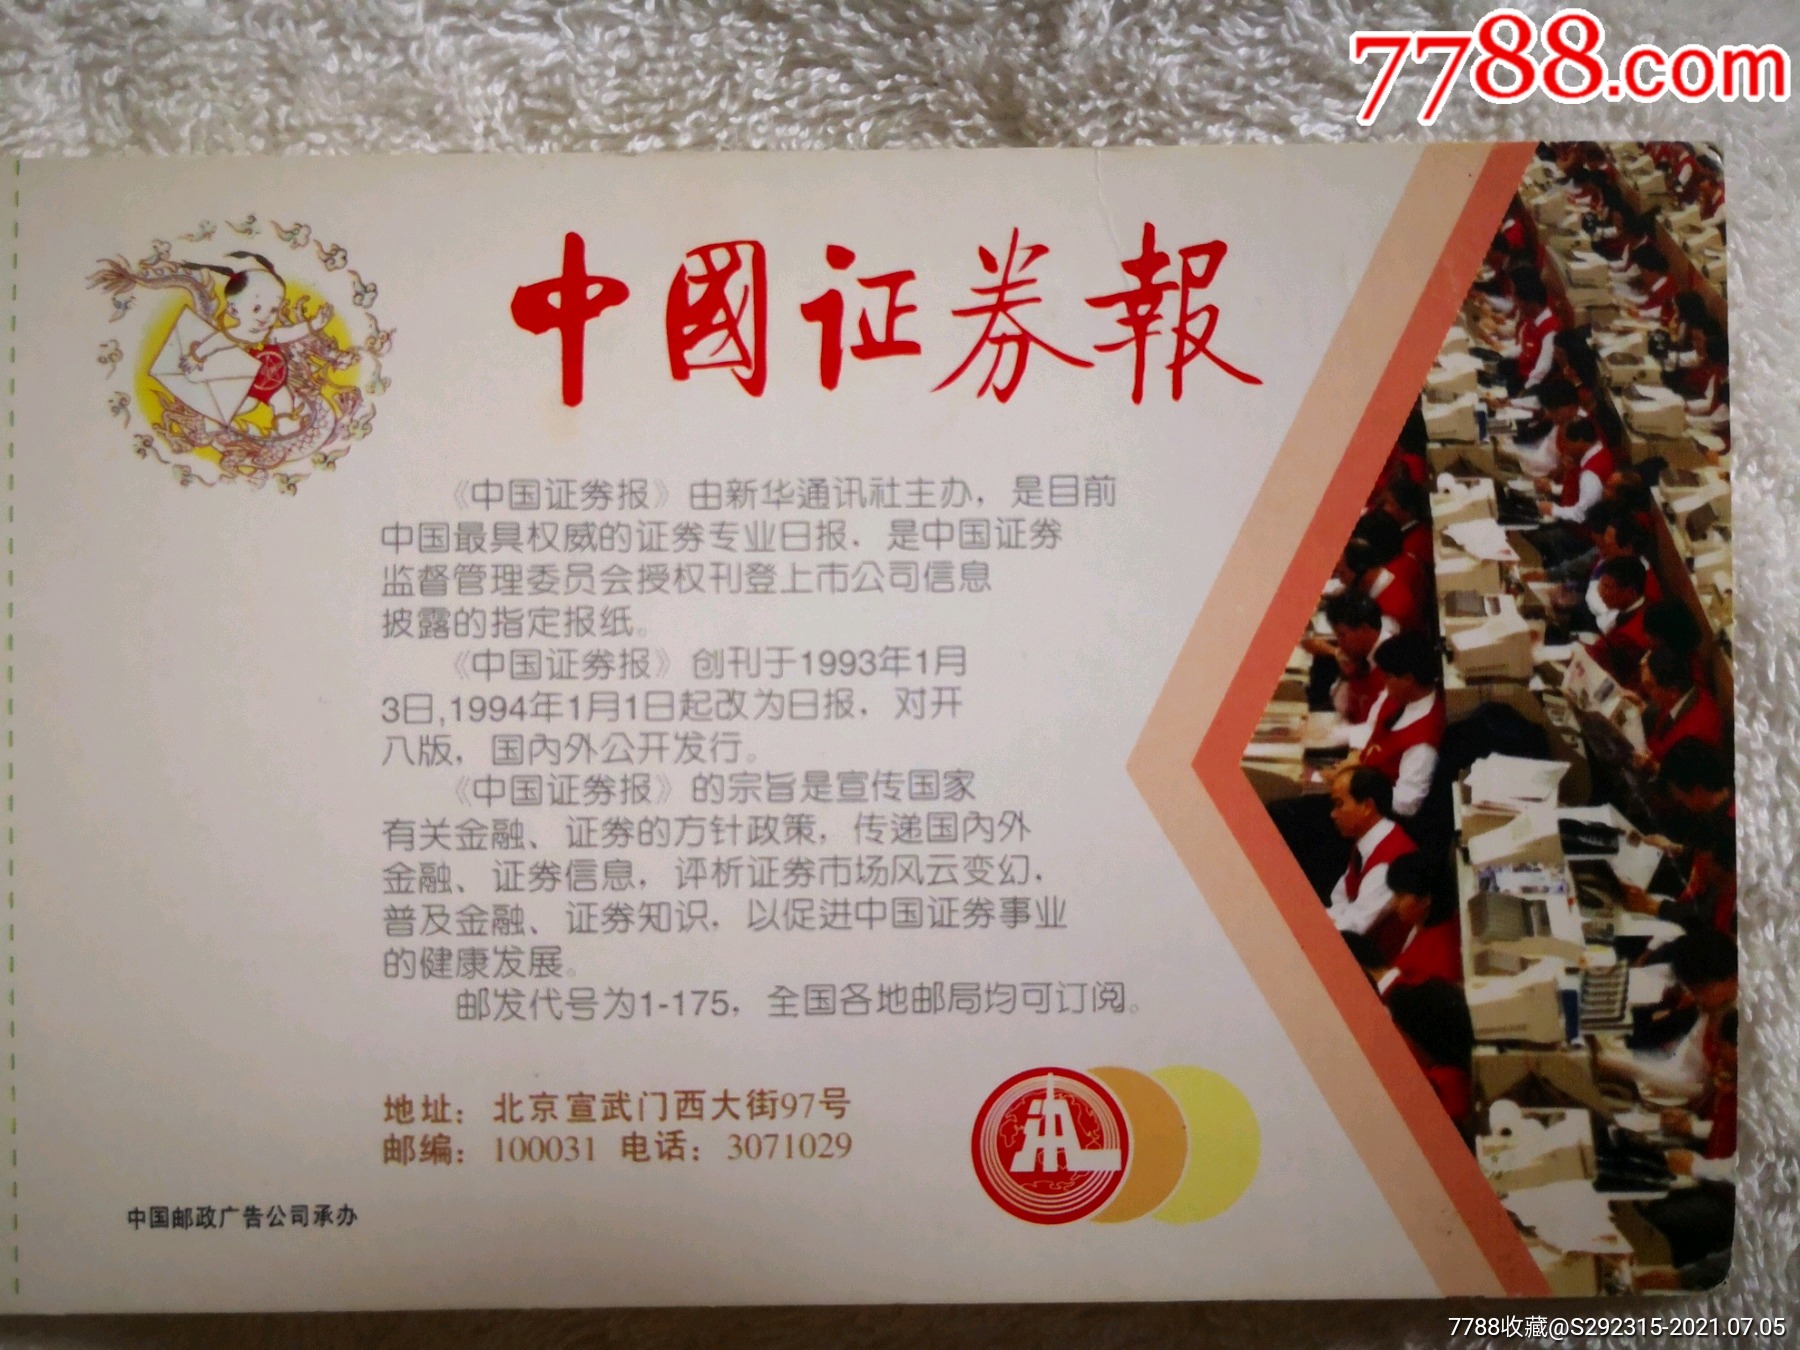 7788.com
中國证券報
《中国证券报》由新华通讯社主办，是目前
中国最具权威的证券专业日报，是中国证券
监督管理委员会授权刊登上市公司信息
披露的指定报纸。
《中国证券报》创刊于1993年1月
3日,1994年1月1日起改为日报，对开
八版，国内外公开发行。
《中国证券报》的宗旨是宣传国家
有关金融、证券的方针政策，传递国内外
金融、证券信息，评析证券市场风云变幻，
普及金融、证券知识，以促进中国证券事业
的健康发展。
邮发代号为1-175，全国各地邮局均可订阅。
地址：北京宣武门西大街97号
邮编：100031 电话：3071029
中国邮政广告公司承办
7788收藏@S292315-2021.07.05